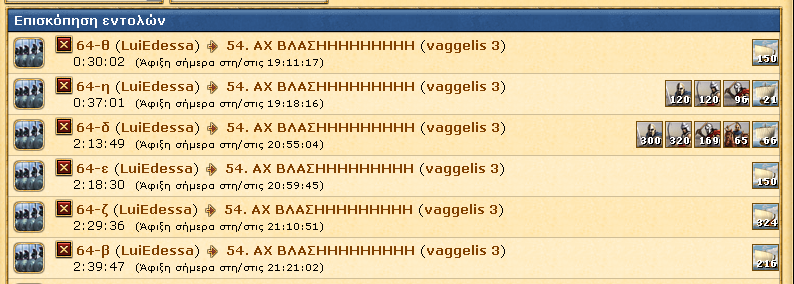 Επισκόπηση εντολών
64-θ (LuiEdessa) 54. ΑΧ ΒΛΑΣΗΗΗΗΗΗΗΗΗ (vaggelis 3)
0:30:02 (Άφιξη σήμερα στη/στις 19:11:17)
150
64-η (LuiEdessa) 54. ΑΧ ΒΛΑΣΗΗΗΗΗΗΗΗΗ (vaggelis 3)
0:37:01 (Άφιξη σήμερα στη/στις 19:18:16)
120 120 96 21
64-δ (LuiEdessa) 54. ΑΧ ΒΛΑΣΗΗΗΗΗΗΗΗΗ (vaggelis 3)
2:13:49 (Άφιξη σήμερα στη/στις 20:55:04)
300 320 169 65 66
64-ε (LuiEdessa) 54. ΑΧ ΒΛΑΣΗΗΗΗΗΗΗΗΗ (vaggelis 3)
2:18:30 (Άφιξη σήμερα στη/στις 20:59:45)
150
64-ζ (LuiEdessa) 54. ΑΧ ΒΛΑΣΗΗΗΗΗΗΗΗΗ (vaggelis 3)
2:29:36 (Άφιξη σήμερα στη/στις 21:10:51)
324
64-β (LuiEdessa) 54. ΑΧ ΒΛΑΣΗΗΗΗΗΗΗΗΗ (vaggelis 3)
2:39:47 (Άφιξη σήμερα στη/στις 21:21:02)
216